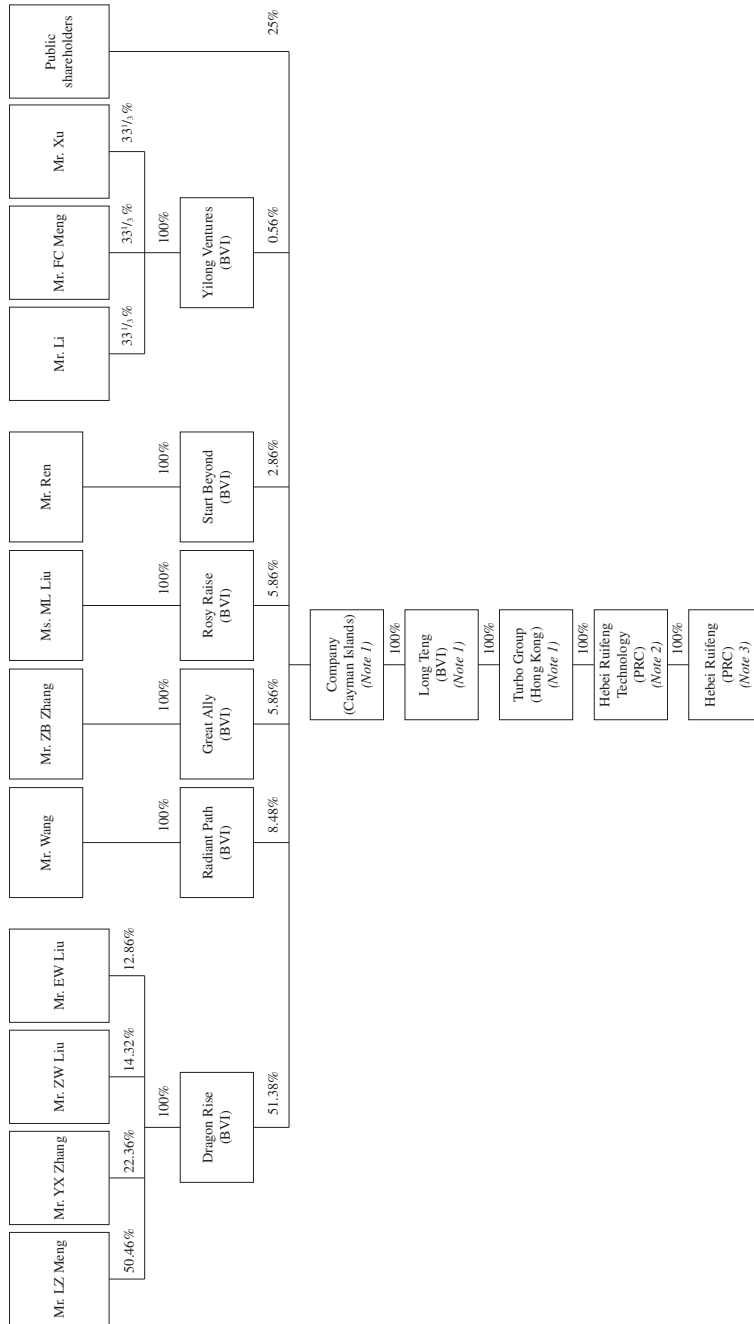 Mr. LZ Meng
Mr. YX Zhang
Mr. ZW Liu
Mr. EW Liu
Mr. Wang
Mr. ZB Zhang
Ms. ML Liu
Mr. Ren
Mr. Li
Mr. FC Meng
Mr. Xu
Public
shareholders
50.46%
22.36%
14.32%
12.86%
33¹/₃%
33¹/₃%
33¹/₃%
100%
100%
100%
100%
100%
100%
Dragon Rise
(BVI)
Radiant Path
(BVI)
Great Ally
(BVI)
Rosy Raise
(BVI)
Start Beyond
(BVI)
Yilong Ventures
(BVI)
51.38%
8.48%
5.86%
5.86%
2.86%
0.56%
25%
Company
(Cayman Islands)
(Note 1)
100%
Long Teng
(BVI)
(Note 1)
100%
Turbo Group
(Hong Kong)
(Note 1)
100%
Hebei Ruifeng
Technology
(PRC)
(Note 2)
100%
Hebei Ruifeng
(PRC)
(Note 3)